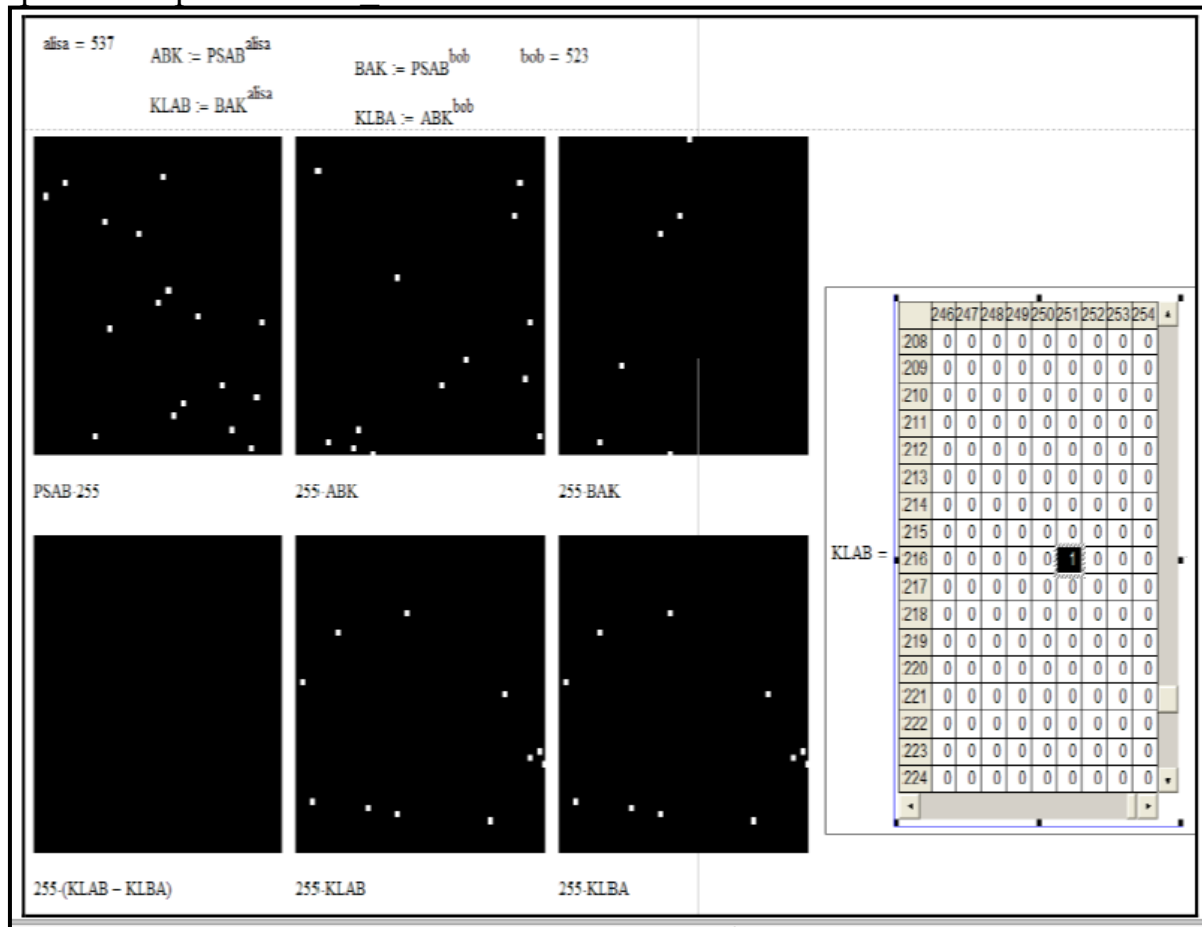 alisa = 537
ABK := PSAB^alisa
BAK := PSAB^bob
bob = 523
KLAB := BAK^alisa
KLBA := ABK^bob
PSAB·255
255·ABK
255·BAK
255·(KLAB – KLBA)
255·KLAB
255·KLBA
KLAB =
246 247 248 249 250 251 252 253 254
208 0 0 0 0 0 0 0 0 0
209 0 0 0 0 0 0 0 0 0
210 0 0 0 0 0 0 0 0 0
211 0 0 0 0 0 0 0 0 0
212 0 0 0 0 0 0 0 0 0
213 0 0 0 0 0 0 0 0 0
214 0 0 0 0 0 0 0 0 0
215 0 0 0 0 0 0 0 0 0
216 0 0 0 0 0 1 0 0 0
217 0 0 0 0 0 0 0 0 0
218 0 0 0 0 0 0 0 0 0
219 0 0 0 0 0 0 0 0 0
220 0 0 0 0 0 0 0 0 0
221 0 0 0 0 0 0 0 0 0
222 0 0 0 0 0 0 0 0 0
223 0 0 0 0 0 0 0 0 0
224 0 0 0 0 0 0 0 0 0